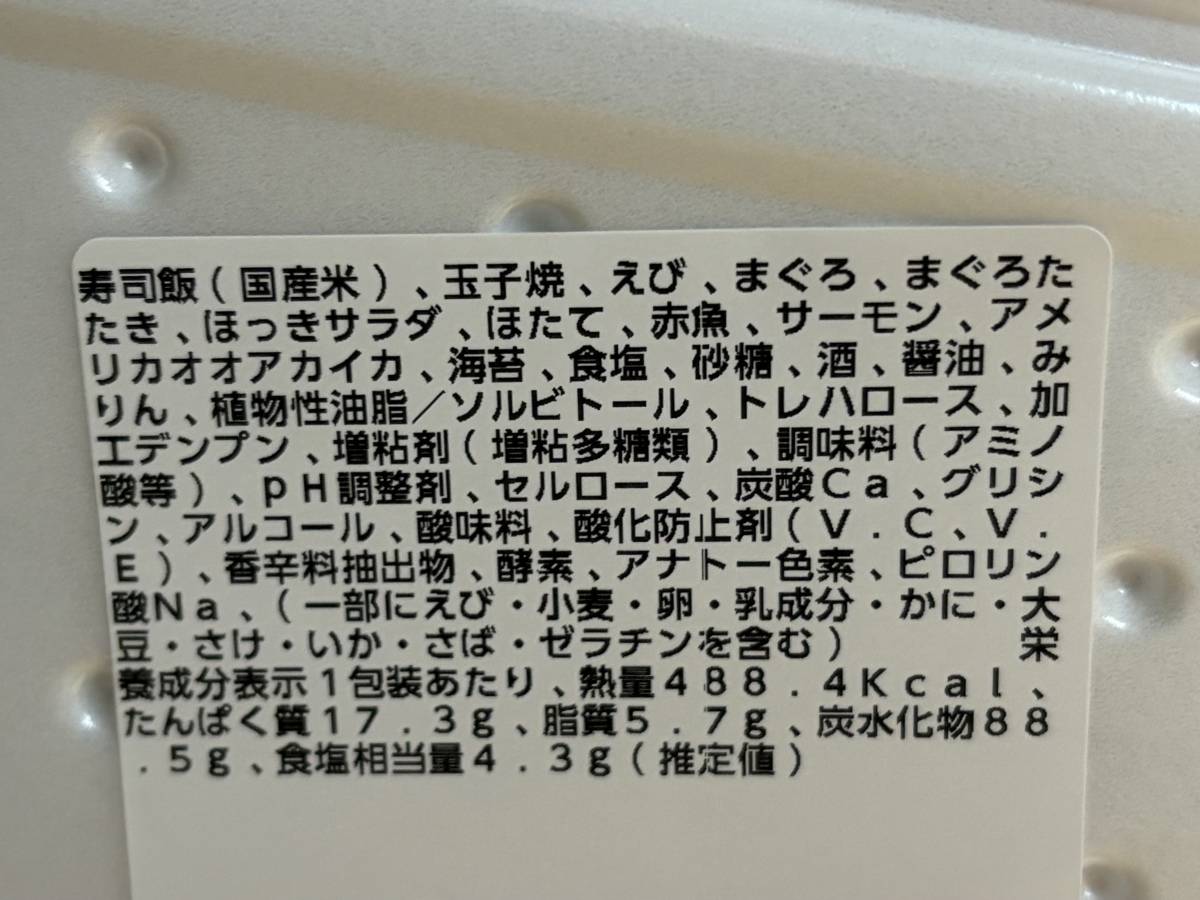 寿司飯(国産米)、玉子焼、えび、まぐろ、まぐろた
たき、ほっきサラダ、ほたて、赤魚、サーモン、アメ
リカオオアカイカ、海苔、食塩、砂糖、酒、醤油、み
りん、植物性油脂/ソルビトール、トレハロース、加
工デンプン、増粘剤(増粘多糖類)、調味料(アミノ
酸等)、pH調整剤、セルロース、炭酸Ca、グリシ
ン、アルコール、酸味料、酸化防止剤(V.C、V.
E)、香辛料抽出物、酵素、アナトー色素、ピロリン
酸Na、(一部にえび・小麦・卵・乳成分・かに・大
豆・さけ・いか・さば・ゼラチンを含む) 栄
養成分表示1包装あたり、熱量488.4Kcal、
たんぱく質17.3g、脂質5.7g、炭水化物88
.5g、食塩相当量4.3g(推定値)